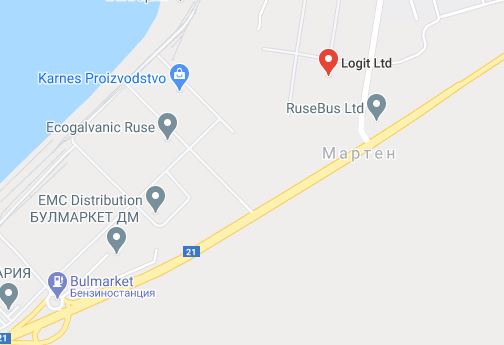 Logit Ltd
Karnes Proizvodstvo
RuseBus Ltd
Ecogalvanic Ruse
Мартен
EMC Distribution
БУЛМАРКЕТ ДМ
21
Bulmarket
Бензиностанция
АРИЯ
21